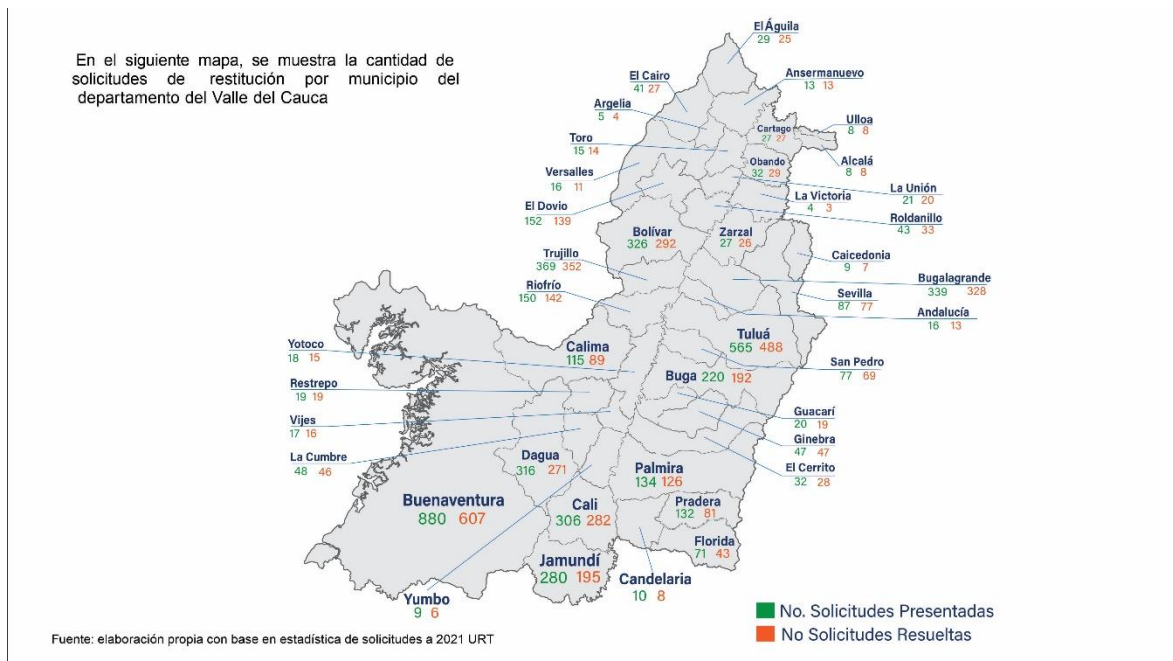 En el siguiente mapa, se muestra la cantidad de
solicitudes de restitución por municipio del
departamento del Valle del Cauca
El Águila
29 25
El Cairo
41 27
Ansermanuevo
13 13
Argelia
5 4
Cartago
27 27
Ulloa
8 8
Toro
15 14
Obando
32 29
Alcalá
8 8
Versalles
16 11
La Unión
21 20
La Victoria
4 3
El Dovio
152 139
Roldanillo
43 33
Bolívar
326 292
Zarzal
27 26
Trujillo
369 352
Caicedonia
9 7
Bugalagrande
339 328
Riofrío
150 142
Sevilla
87 77
Andalucía
16 13
Tuluá
565 488
Yotoco
18 15
Calima
115 89
San Pedro
77 69
Buga 220 192
Restrepo
19 19
Guacarí
20 19
Vijes
17 16
Ginebra
47 47
La Cumbre
48 46
Dagua
316 271
Palmira
134 126
El Cerrito
32 28
Buenaventura
880 607
Cali
306 282
Pradera
132 81
Florida
71 43
Jamundí
280 195
Candelaria
10 8
Yumbo
9 6
No. Solicitudes Presentadas
No Solicitudes Resueltas
Fuente: elaboración propia con base en estadística de solicitudes a 2021 URT